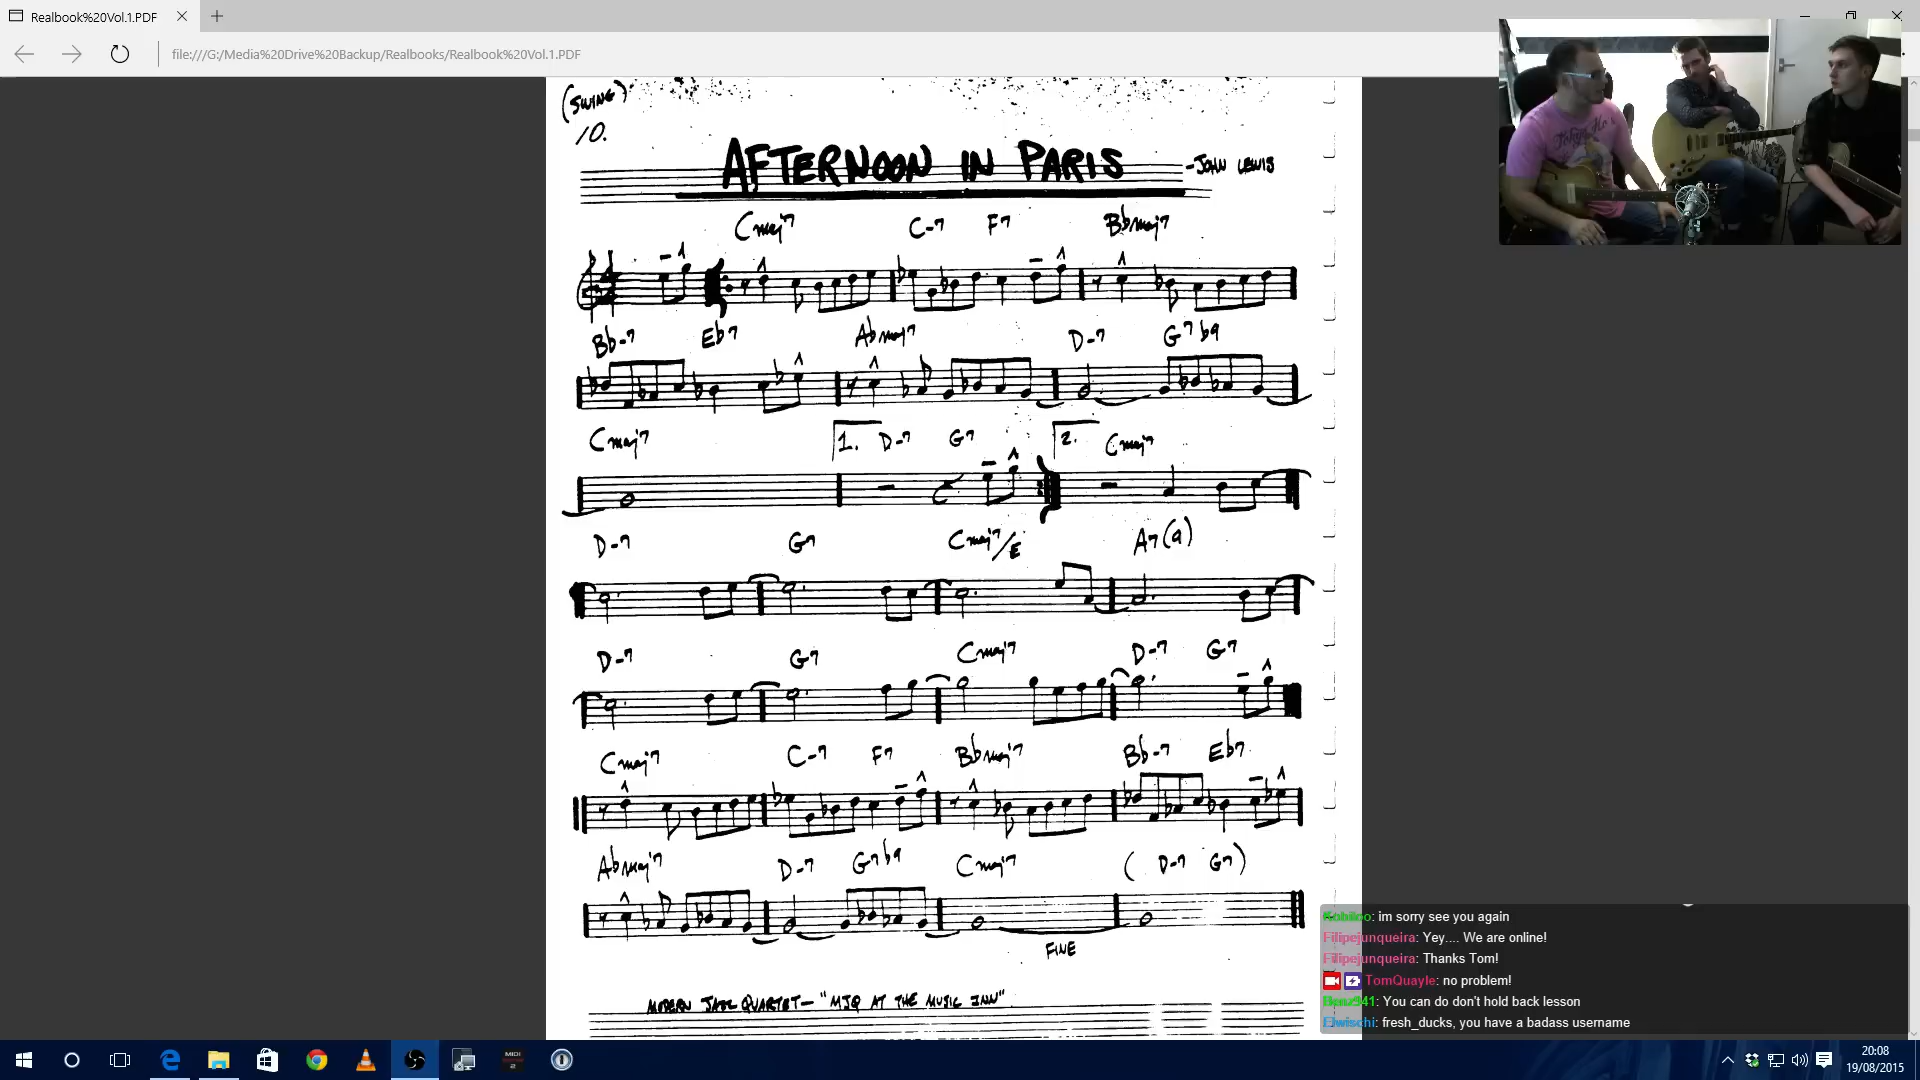 Realbook%20Vol.1.PDF
file:///G:/Media%20Drive%20Backup/Realbooks/Realbook%20Vol.1.PDF
(SWING)
10.
AFTERNOON IN PARIS
-JOHN LEWIS
Cmaj7 C-7 F7 Bbmaj7
Bb-7 Eb7 Abmaj7 D-7 G7b9
Cmaj7 1. D-7 G7 2. Cmaj7
D-7 G7 Cmaj7/E A7(9)
D-7 G7 Cmaj7 D-7 G7
Cmaj7 C-7 F7 Bbmaj7 Bb-7 Eb7
Abmaj7 D-7 G7b9 Cmaj7 ( D-7 G7 )
FINE
MODERN JAZZ QUARTET- "MJQ AT THE MUSIC INN"
: im sorry see you again
Filipejunqueira: Yey.... We are online!
Filipejunqueira: Thanks Tom!
TomQuayle: no problem!
: You can do don't hold back lesson
Elwischi: fresh_ducks, you have a badass username
MIDI
2
20:08
19/08/2015